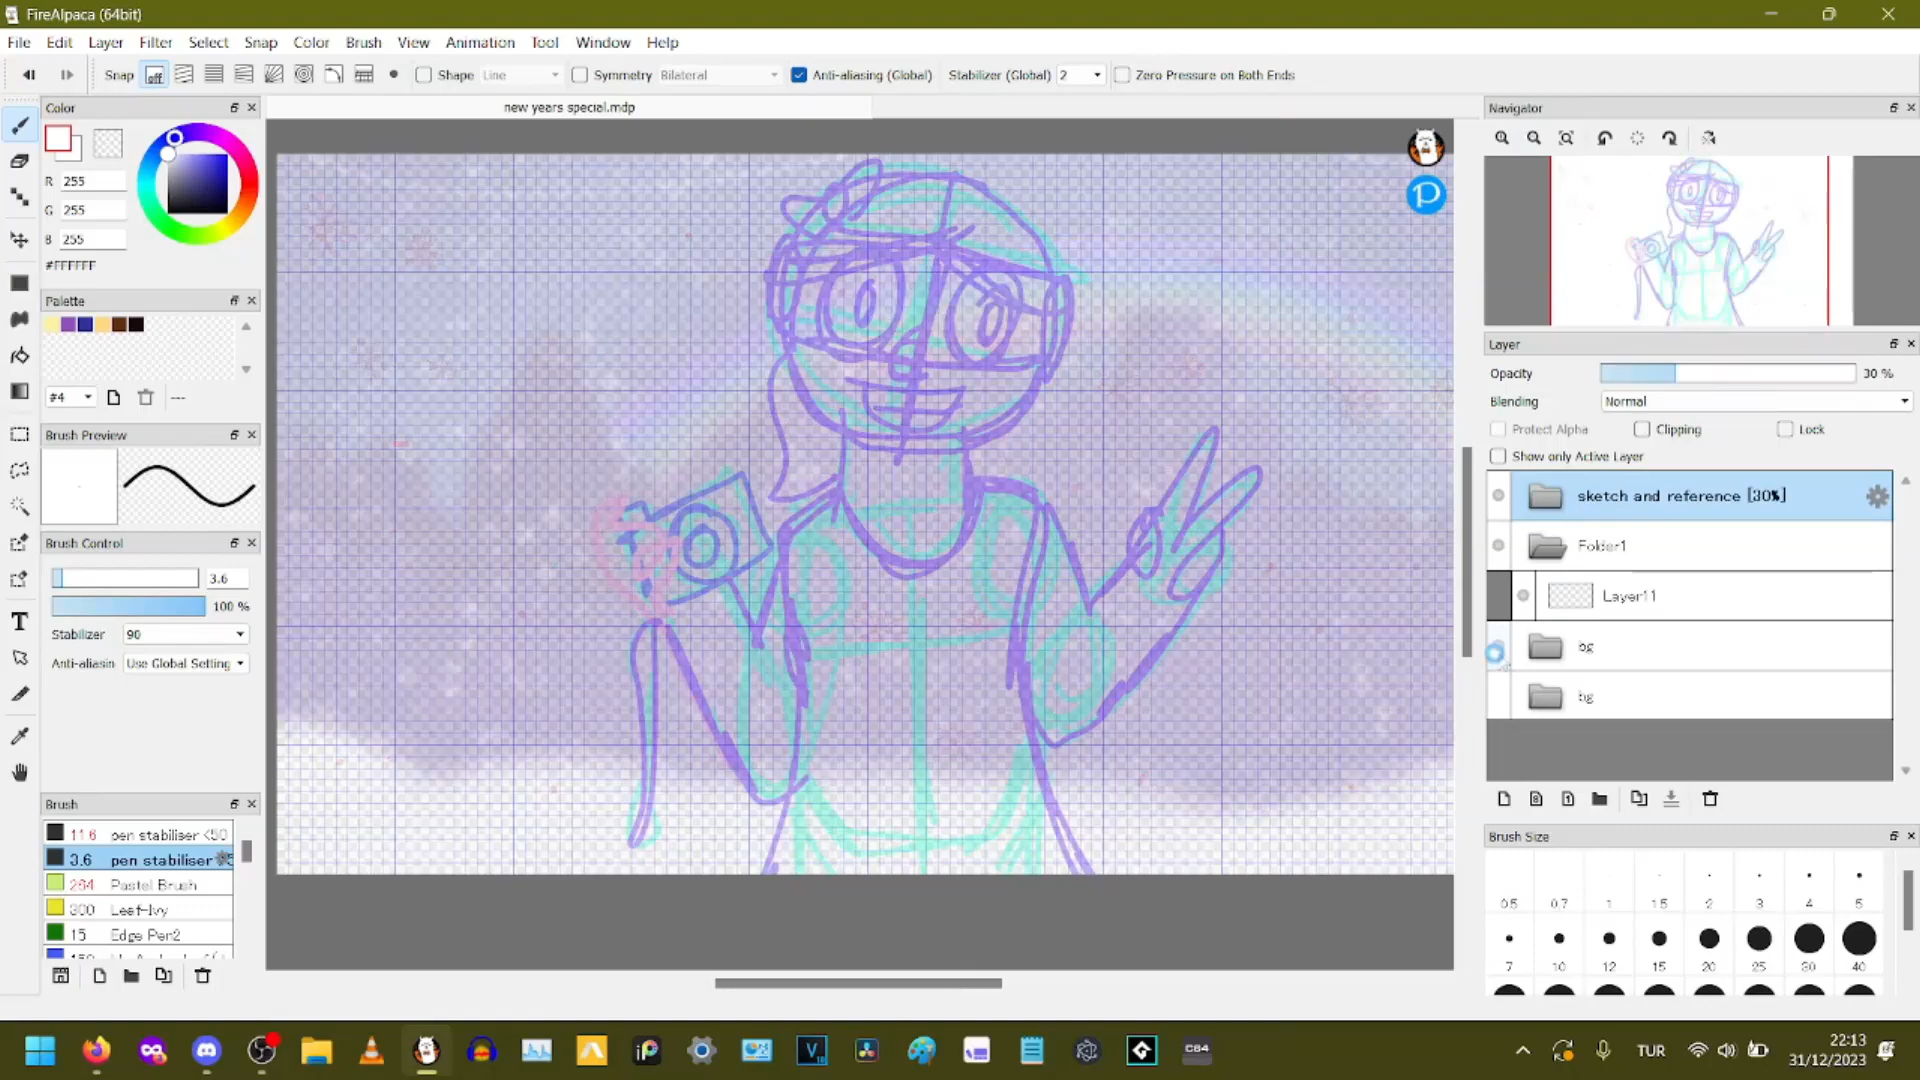 FireAlpaca (64bit)
File Edit Layer Filter Select Snap Color Brush View Animation Tool Window Help
Snap off Shape Line Symmetry Bilateral Anti-aliasing (Global) Stabilizer (Global) 2 Zero Pressure on Both Ends
Color
new years special.mdp
Navigator
R 255
G 255
B 255
#FFFFFF
Palette
#4 ---
Brush Preview
Brush Control
3.6
100 %
Stabilizer 90
Anti-aliasin Use Global Setting
Brush
11.6 pen stabiliser <50
3.6 pen stabiliser
264 Pastel Brush
300 Leaf-Ivy
15 Edge Pen2
Layer
Opacity 30 %
Blending Normal
Protect Alpha Clipping Lock
Show only Active Layer
sketch and reference [30%]
Folder1
Layer11
bg
bg
Brush Size
0.5 0.7 1 1.5 2 3 4 5
7 10 12 15 20 25 30 40
TUR
22:13
31/12/2023
C64